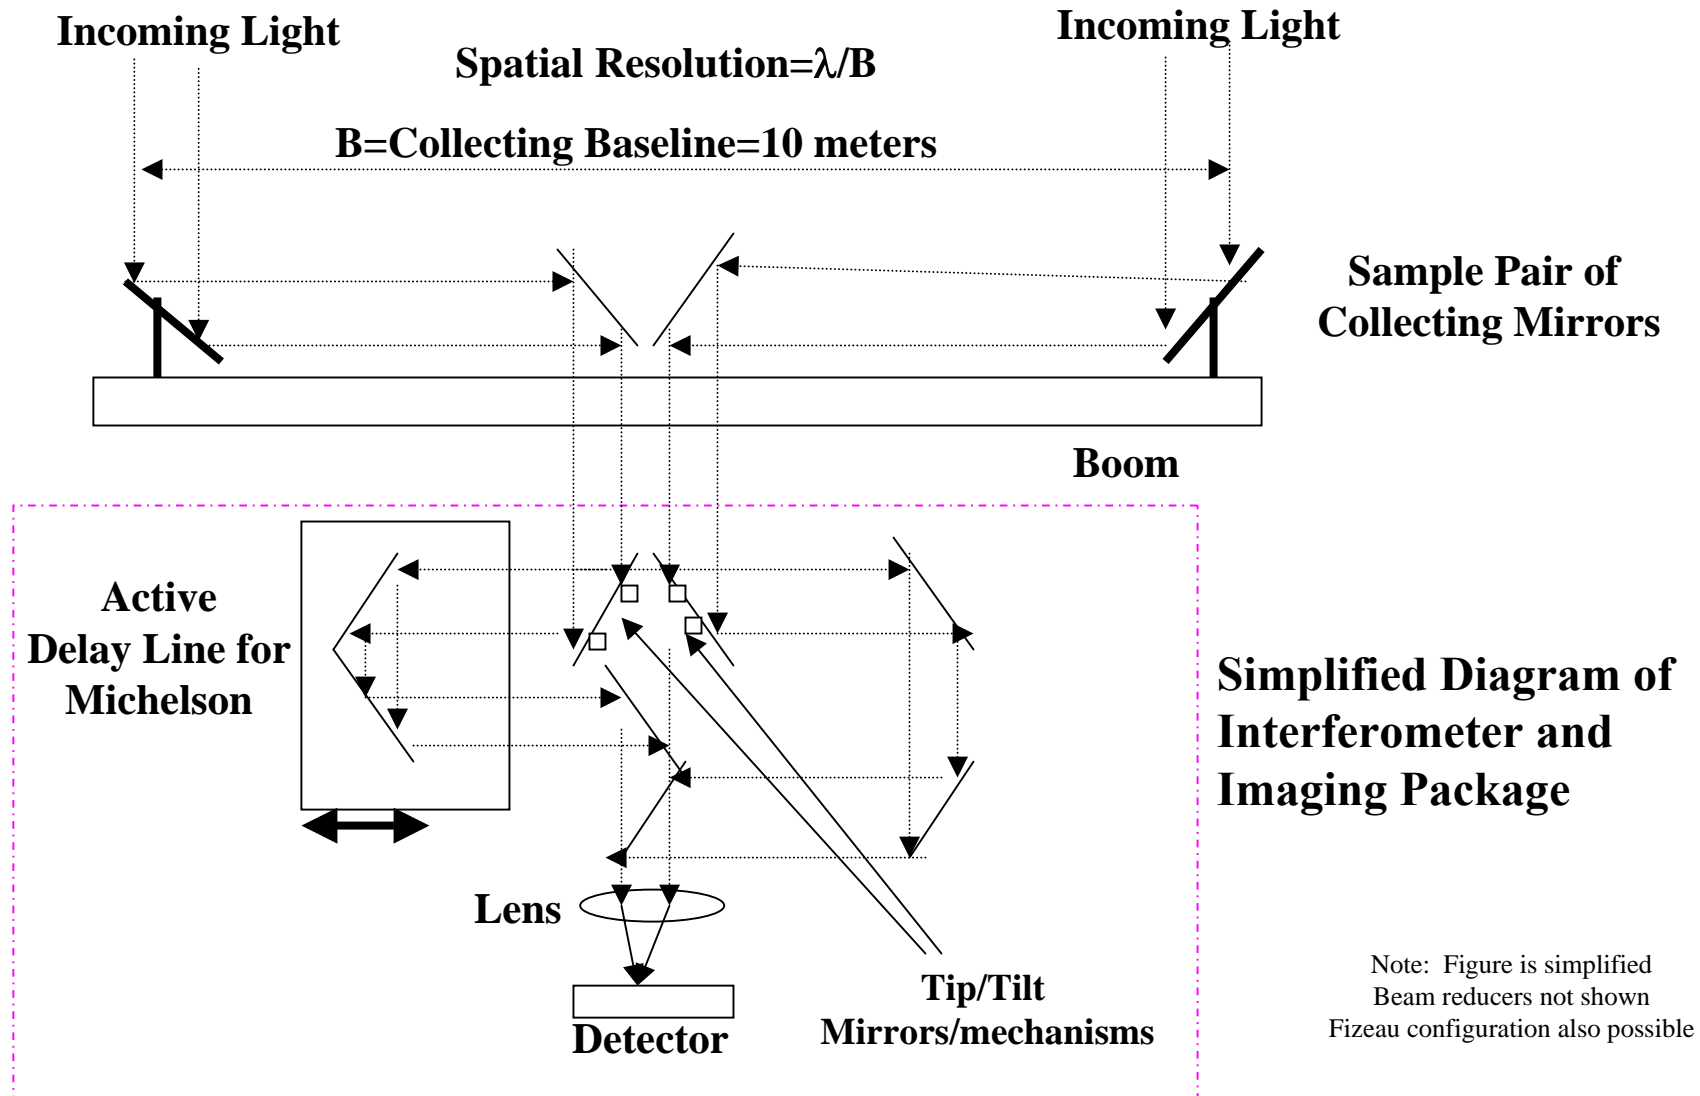 Incoming Light
Incoming Light
Spatial Resolution=λ/B
B=Collecting Baseline=10 meters
Sample Pair of
Collecting Mirrors
Boom
Active
Delay Line for
Michelson
Simplified Diagram of
Interferometer and
Imaging Package
Lens
Detector
Tip/Tilt
Mirrors/mechanisms
Note:  Figure is simplified
Beam reducers not shown
Fizeau configuration also possible